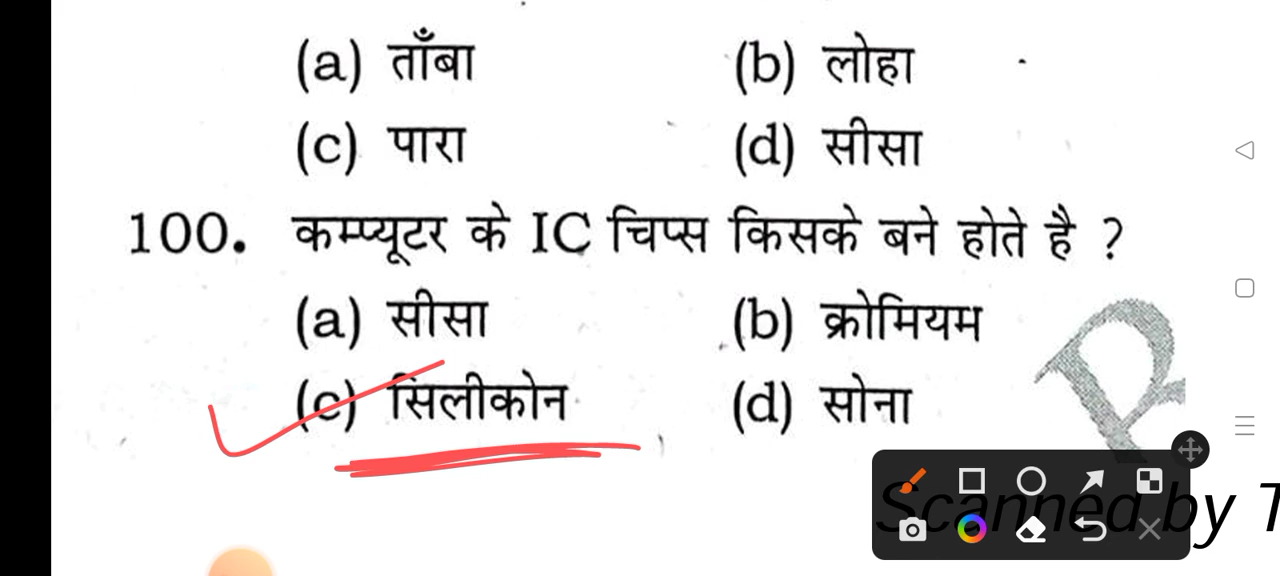 (a) ताँबा (b) लोहा
(c) पारा (d) सीसा
100. कम्प्यूटर के IC चिप्स किसके बने होते है ?
(a) सीसा (b) क्रोमियम
(c) सिलीकोन (d) सोना
Scanned by T